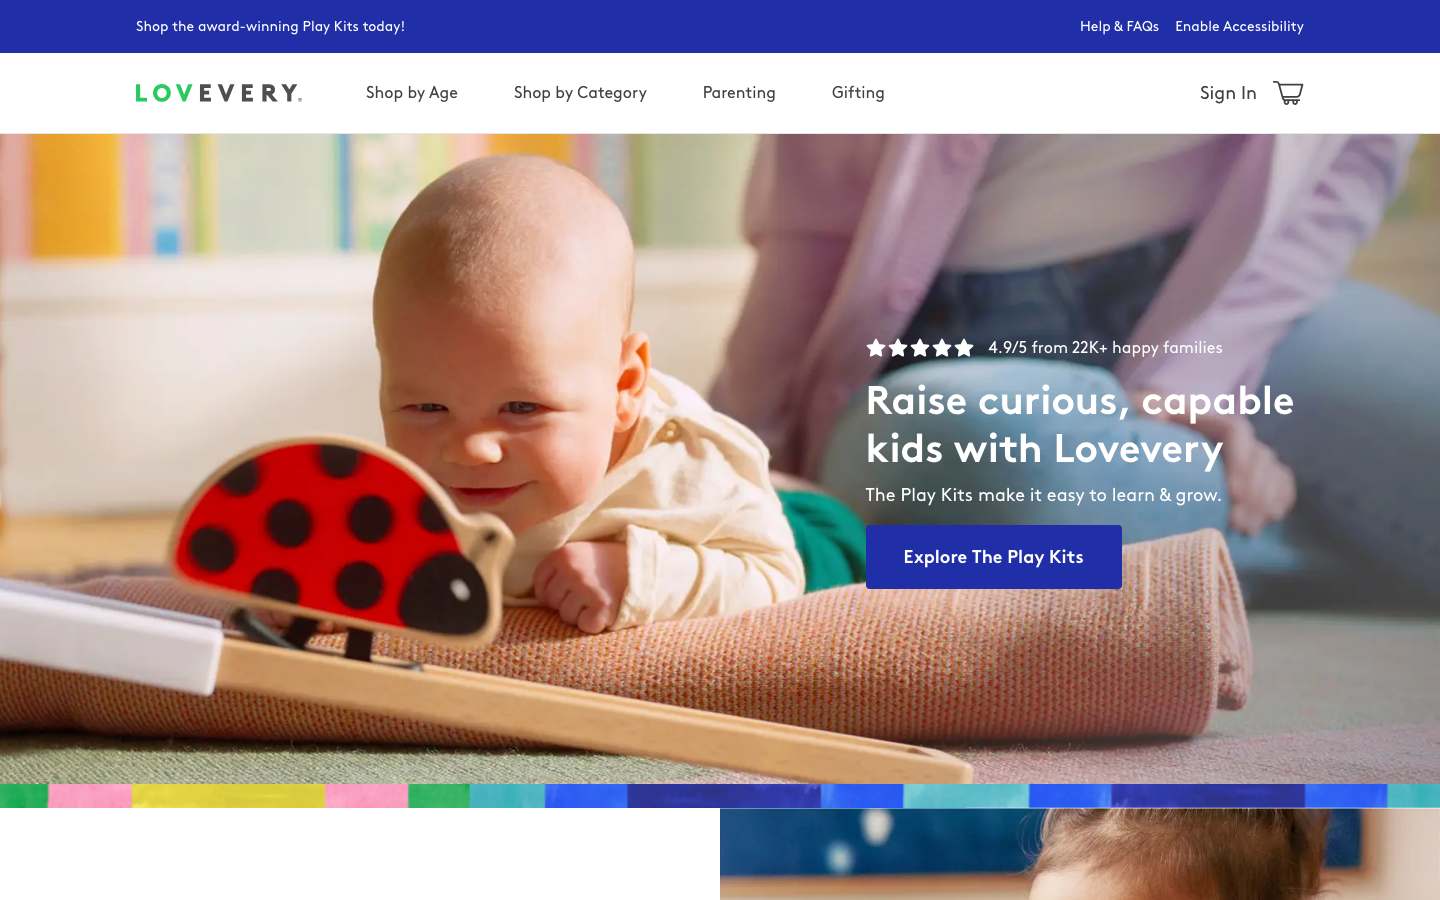 Shop the award-winning Play Kits today!
Help & FAQs
Enable Accessibility
LOVEVERY
Shop by Age
Shop by Category
Parenting
Gifting
Sign In
4.9/5 from 22K+ happy families
Raise curious, capable
kids with Lovevery
The Play Kits make it easy to learn & grow.
Explore The Play Kits